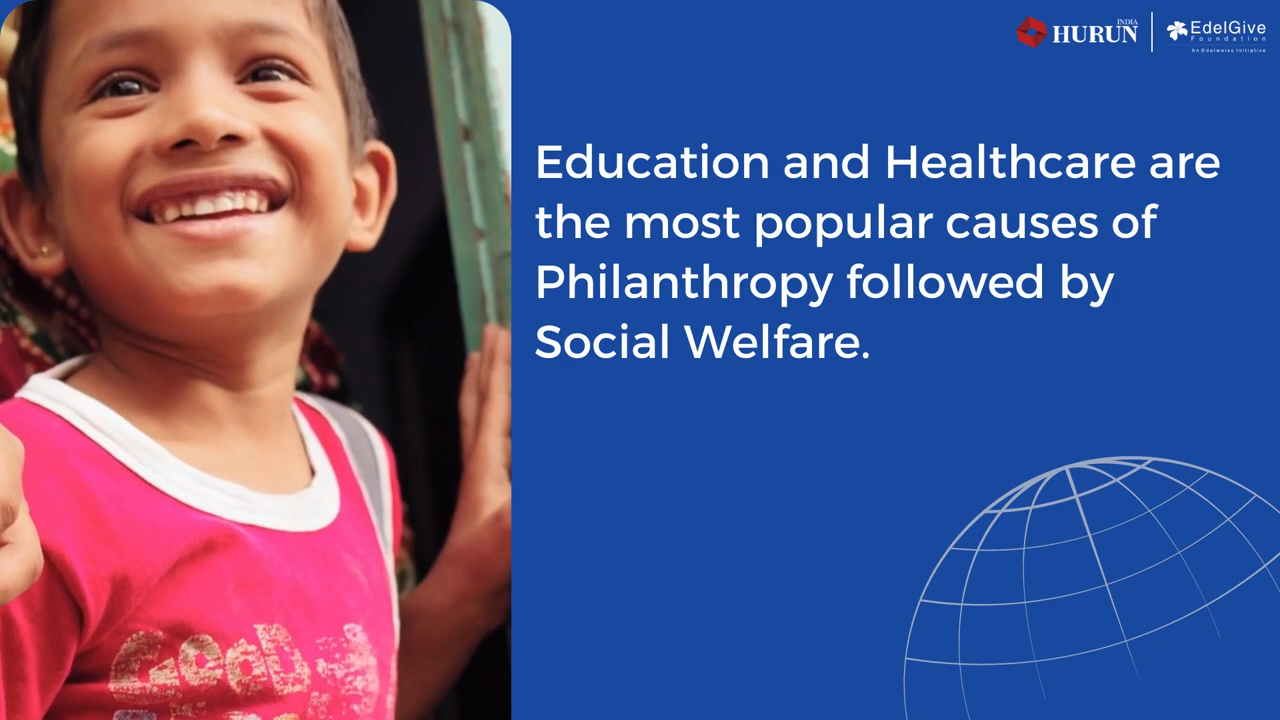 INDIA
HURUN
EdelGive
Foundation
An Edelweiss Initiative
Education and Healthcare are
the most popular causes of
Philanthropy followed by
Social Welfare.
GOOD